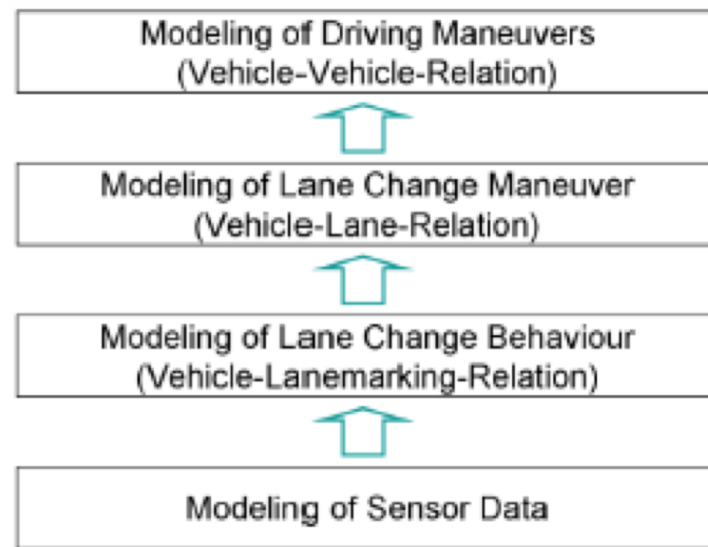 Modeling of Driving Maneuvers
(Vehicle-Vehicle-Relation)
Modeling of Lane Change Maneuver
(Vehicle-Lane-Relation)
Modeling of Lane Change Behaviour
(Vehicle-Lanemarking-Relation)
Modeling of Sensor Data